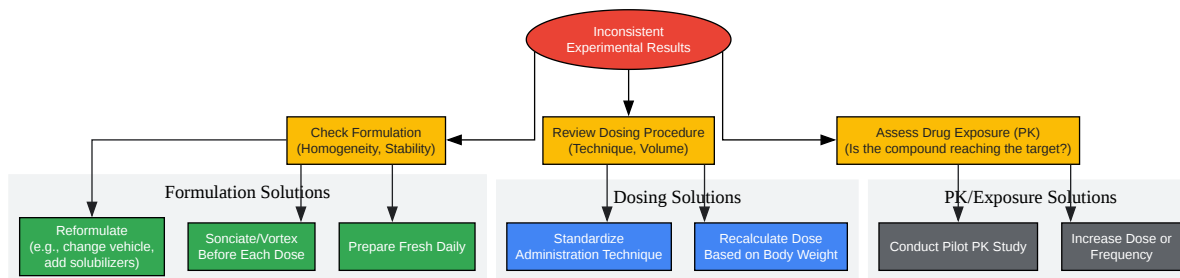 Inconsistent
Experimental Results
Check Formulation
(Homogeneity, Stability)
Review Dosing Procedure
(Technique, Volume)
Assess Drug Exposure (PK)
(Is the compound reaching the target?)
Formulation Solutions
Dosing Solutions
PK/Exposure Solutions
Reformulate
(e.g., change vehicle,
add solubilizers)
Sonciate/Vortex
Before Each Dose
Prepare Fresh Daily
Standardize
Administration Technique
Recalculate Dose
Based on Body Weight
Conduct Pilot PK Study
Increase Dose or
Frequency